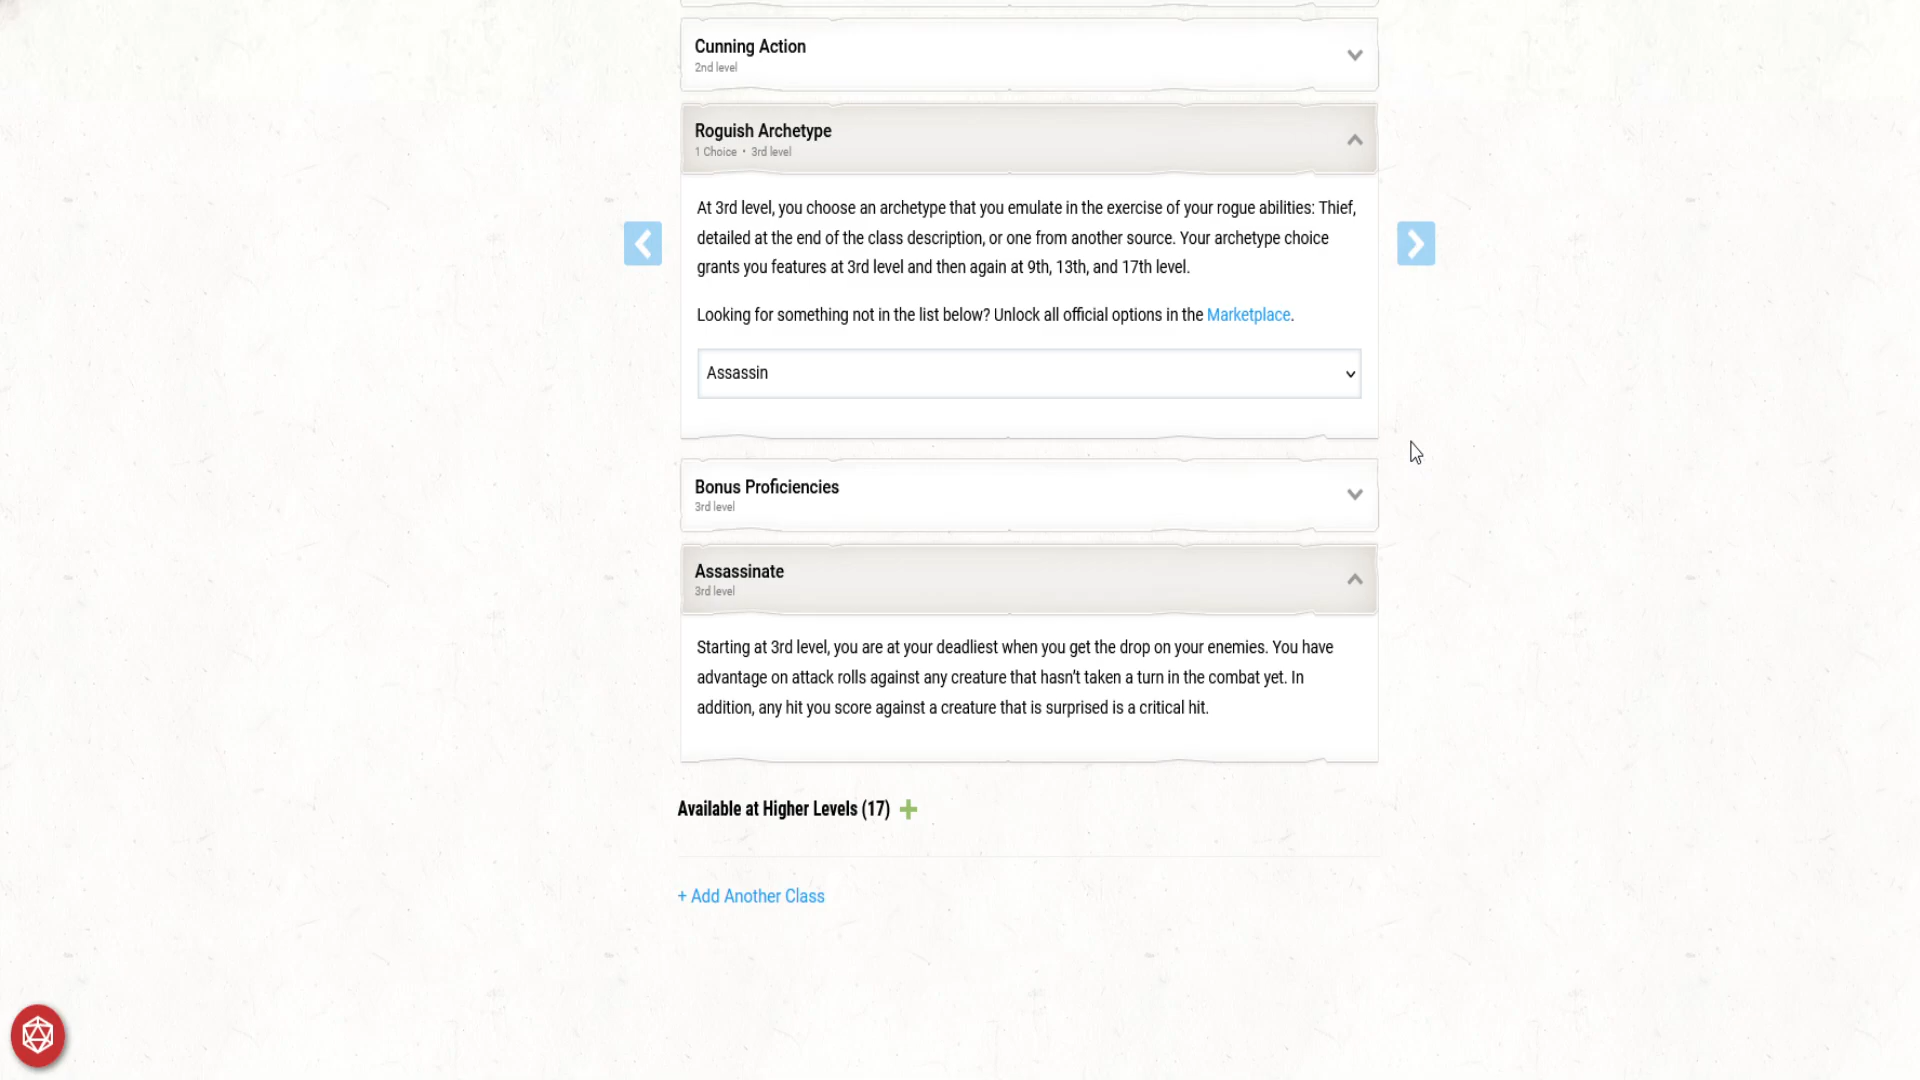 Cunning Action
2nd level
Roguish Archetype
1 Choice • 3rd level
At 3rd level, you choose an archetype that you emulate in the exercise of your rogue abilities: Thief,
detailed at the end of the class description, or one from another source. Your archetype choice
grants you features at 3rd level and then again at 9th, 13th, and 17th level.
Looking for something not in the list below? Unlock all official options in the Marketplace.
Assassin
Bonus Proficiencies
3rd level
Assassinate
3rd level
Starting at 3rd level, you are at your deadliest when you get the drop on your enemies. You have
advantage on attack rolls against any creature that hasn't taken a turn in the combat yet. In
addition, any hit you score against a creature that is surprised is a critical hit.
Available at Higher Levels (17)
+ Add Another Class